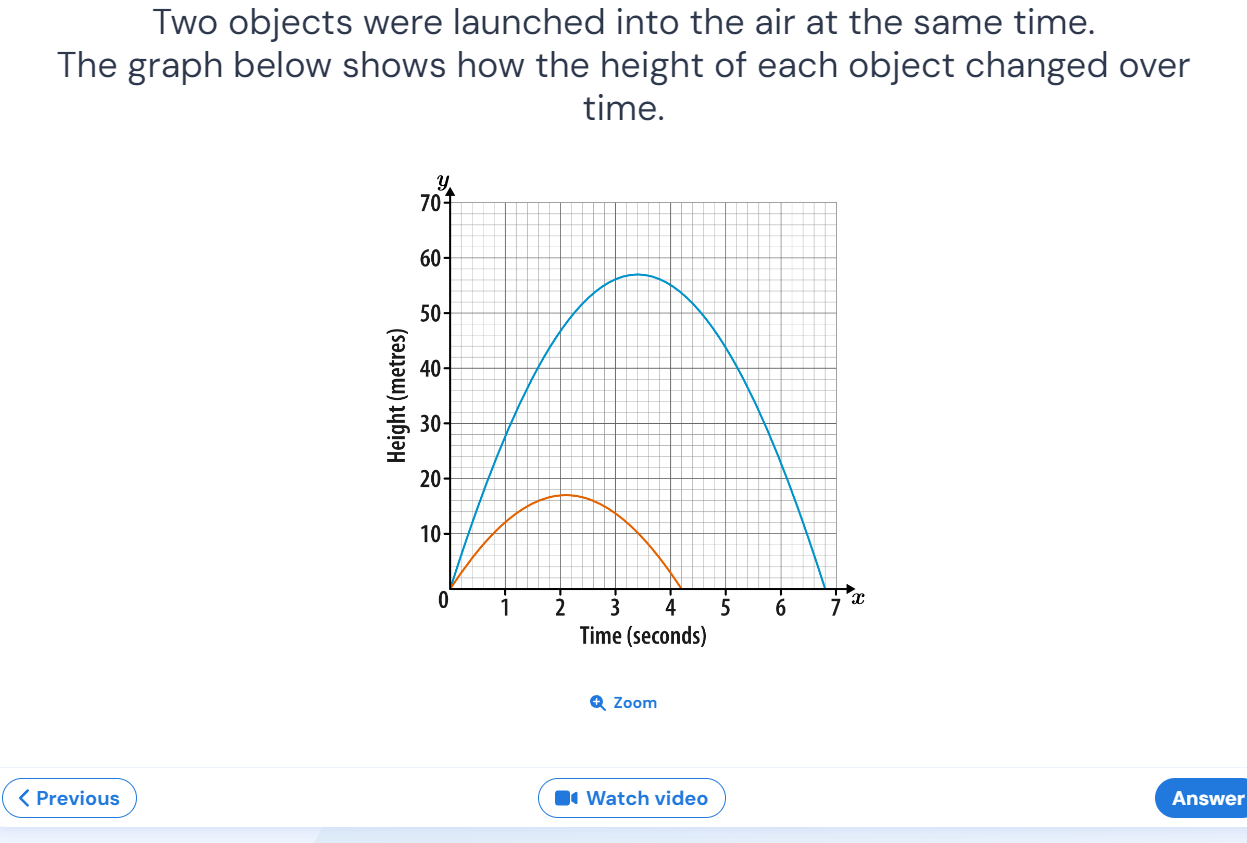 Two objects were launched into the air at the same time.
The graph below shows how the height of each object changed over
time.
y
70
60
50
40
30
20
10
0
1 2 3 4 5 6 7 x
Height (metres)
Time (seconds)
Zoom
Previous
Watch video
Answer